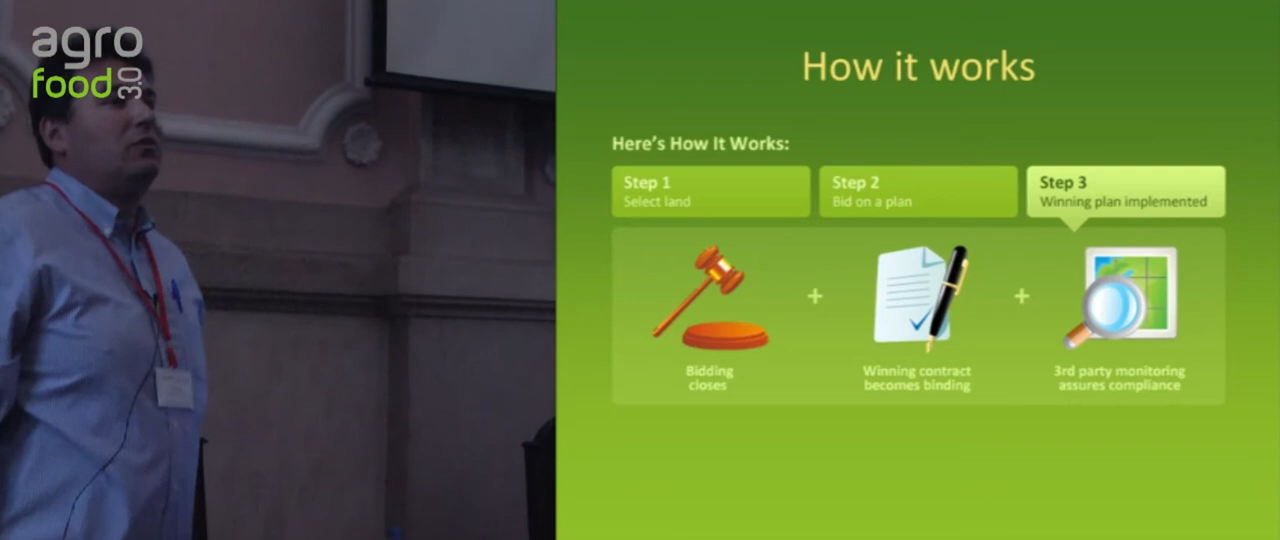 agro
food 3.0
How it works
Here's How It Works:
Step 1
Select land
Step 2
Bid on a plan
Step 3
Winning plan implemented
Bidding
closes
Winning contract
becomes binding
3rd party monitoring
assures compliance